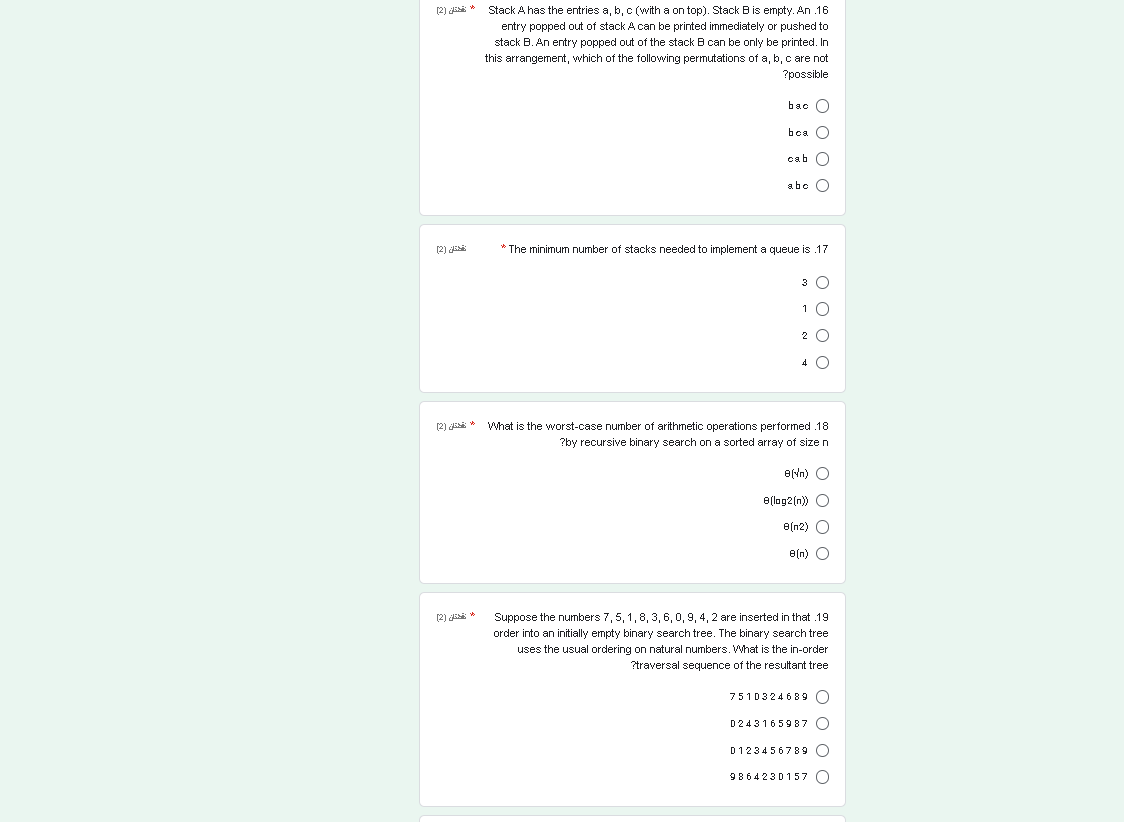 Stack A has the entries a, b, c (with a on top). Stack B is empty. An .16 * (2 نقطتان)
entry popped out of stack A can be printed immediately or pushed to
stack B. An entry popped out of the stack B can be only be printed. In
this arrangement, which of the following permutations of a, b, c are not
?possible
b a c
b c a
c a b
a b c
* The minimum number of stacks needed to implement a queue is .17 (2 نقطتان)
3
1
2
4
What is the worst-case number of arithmetic operations performed .18 * (2 نقطتان)
?by recursive binary search on a sorted array of size n
θ(√n)
θ(log2(n))
θ(n2)
θ(n)
Suppose the numbers 7, 5, 1, 8, 3, 6, 0, 9, 4, 2 are inserted in that .19 * (2 نقطتان)
order into an initially empty binary search tree. The binary search tree
uses the usual ordering on natural numbers. What is the in-order
?traversal sequence of the resultant tree
7 5 1 0 3 2 4 6 8 9
0 2 4 3 1 6 5 9 8 7
0 1 2 3 4 5 6 7 8 9
9 8 6 4 2 3 0 1 5 7